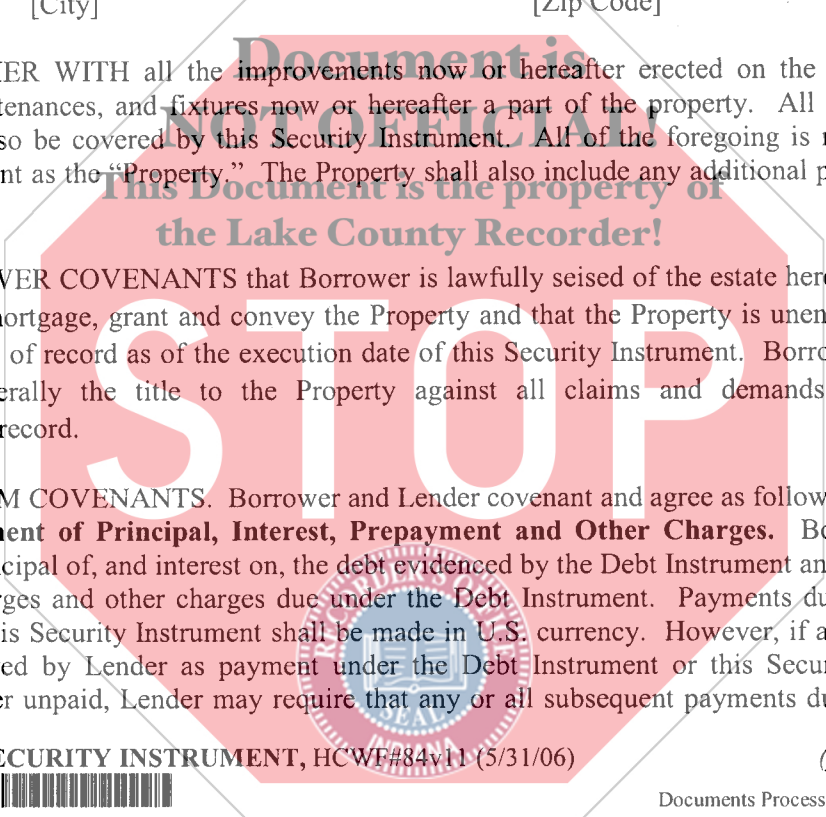 [City] [Zip Code]
Document is
ER WITH all the improvements now or hereafter erected on the
tenances, and fixtures now or hereafter a part of the property. All
NOT OFFICIAL!
so be covered by this Security Instrument. All of the foregoing is
nt as the “Property.” The Property shall also include any additional p
This Document is the property of
the Lake County Recorder!
VER COVENANTS that Borrower is lawfully seised of the estate her
ortgage, grant and convey the Property and that the Property is unen
of record as of the execution date of this Security Instrument. Borro
erally the title to the Property against all claims and demands
record.
STOP
M COVENANTS. Borrower and Lender covenant and agree as follow
ent of Principal, Interest, Prepayment and Other Charges. Bo
cipal of, and interest on, the debt evidenced by the Debt Instrument an
rges and other charges due under the Debt Instrument. Payments du
is Security Instrument shall be made in U.S. currency. However, if a
ed by Lender as payment under the Debt Instrument or this Secur
er unpaid, Lender may require that any or all subsequent payments du
RECORDER'S OFFICE
SEAL
INDIANA
ECURITY INSTRUMENT, HCWF#84v11 (5/31/06)
Documents Process